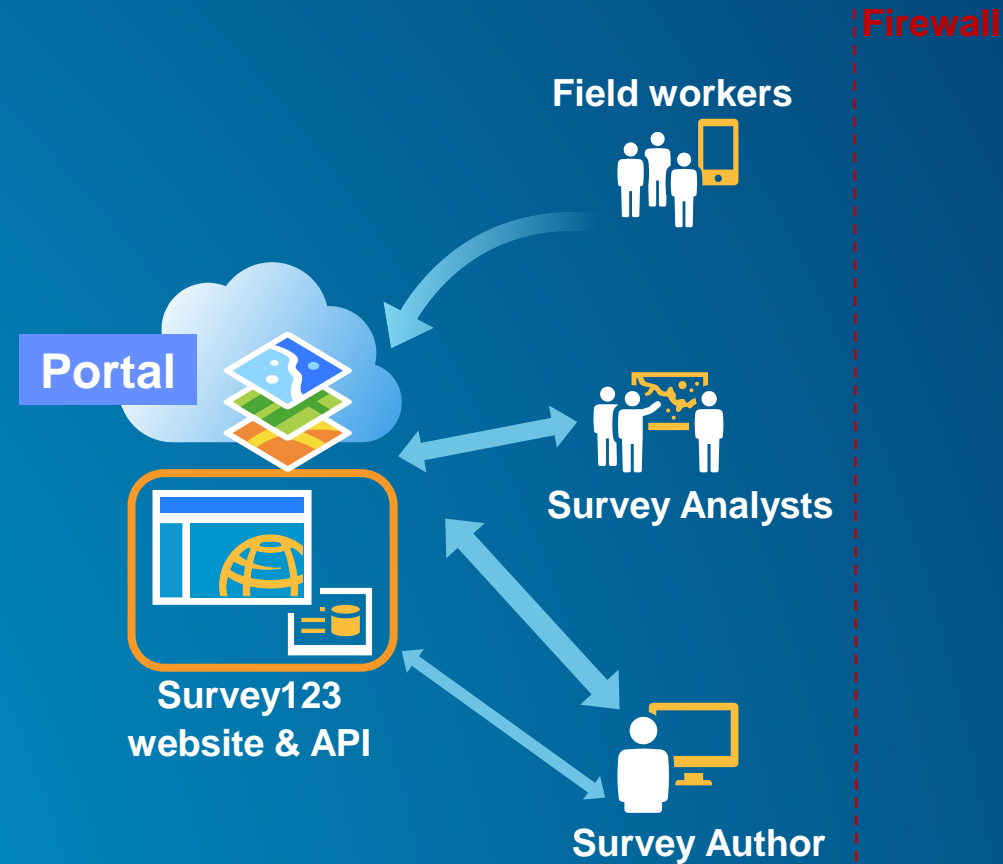 Firewall
Field workers
Portal
Survey Analysts
Survey123
website & API
Survey Author